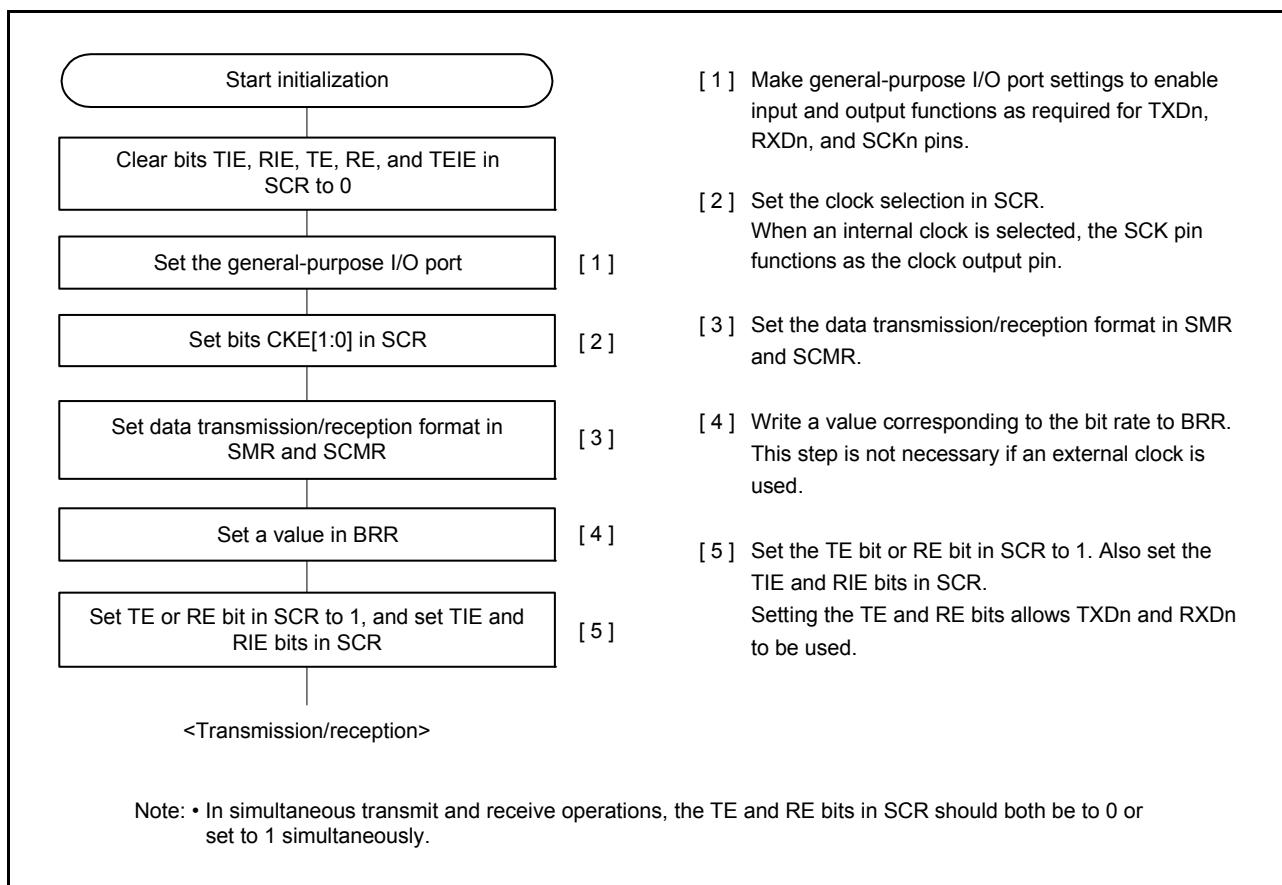 Start initialization
Clear bits TIE, RIE, TE, RE, and TEIE in
SCR to 0
Set the general-purpose I/O port
[ 1 ]
Set bits CKE[1:0] in SCR
[ 2 ]
Set data transmission/reception format in
SMR and SCMR
[ 3 ]
Set a value in BRR
[ 4 ]
Set TE or RE bit in SCR to 1, and set TIE and
RIE bits in SCR
[ 5 ]
<Transmission/reception>
[ 1 ] Make general-purpose I/O port settings to enable
input and output functions as required for TXDn,
RXDn, and SCKn pins.
[ 2 ] Set the clock selection in SCR.
When an internal clock is selected, the SCK pin
functions as the clock output pin.
[ 3 ] Set the data transmission/reception format in SMR
and SCMR.
[ 4 ] Write a value corresponding to the bit rate to BRR.
This step is not necessary if an external clock is
used.
[ 5 ] Set the TE bit or RE bit in SCR to 1. Also set the
TIE and RIE bits in SCR.
Setting the TE and RE bits allows TXDn and RXDn
to be used.
Note: • In simultaneous transmit and receive operations, the TE and RE bits in SCR should both be to 0 or
set to 1 simultaneously.